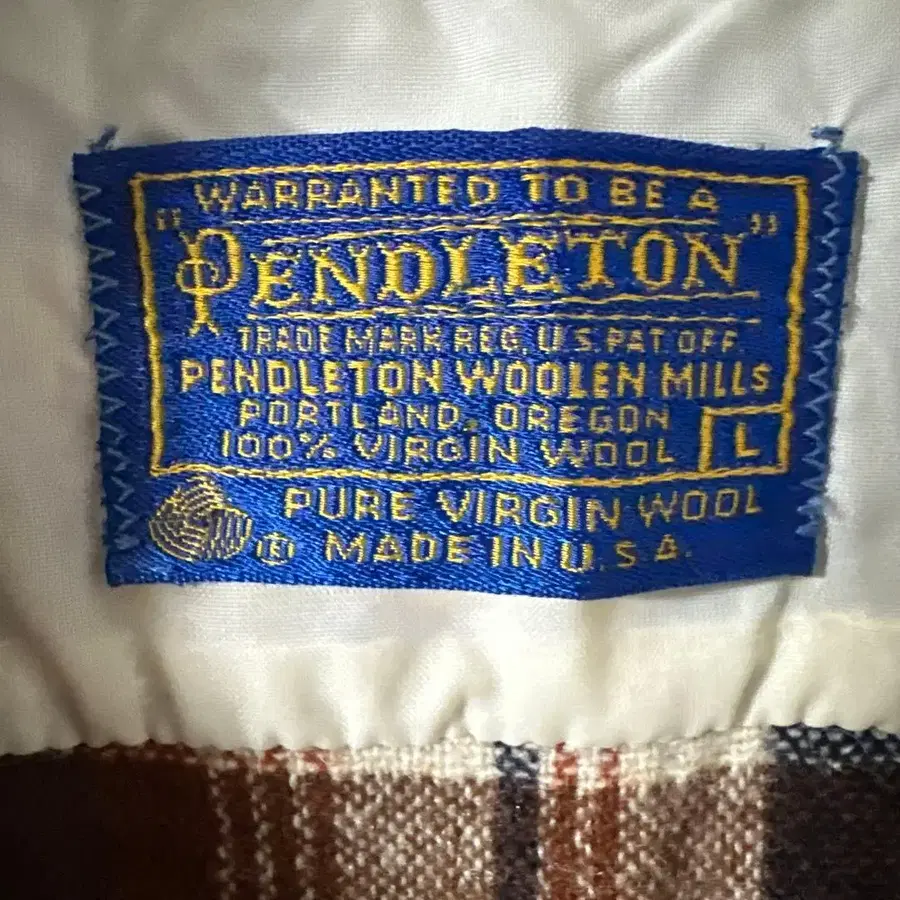 WARRANTED TO BE A
"PENDLETON"
TRADE MARK REG. U.S. PAT. OFF.
PENDLETON WOOLEN MILLS
PORTLAND, OREGON
100% VIRGIN WOOL L
PURE VIRGIN WOOL
® MADE IN U.S.A.